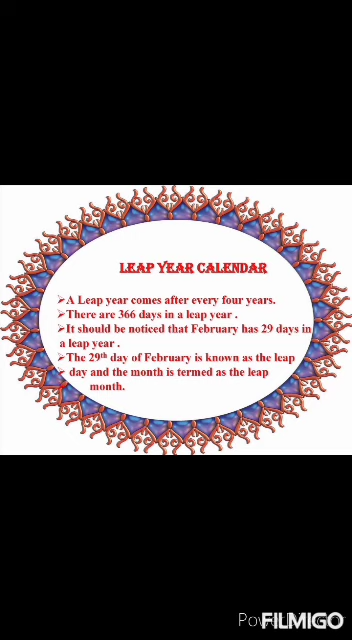 LEAP YEAR CALENDAR
➢A Leap year comes after every four years.
➢There are 366 days in a leap year .
➢It should be noticed that February has 29 days in
a leap year .
➢The 29th day of February is known as the leap
➢ day and the month is termed as the leap
month.
FILMIGO